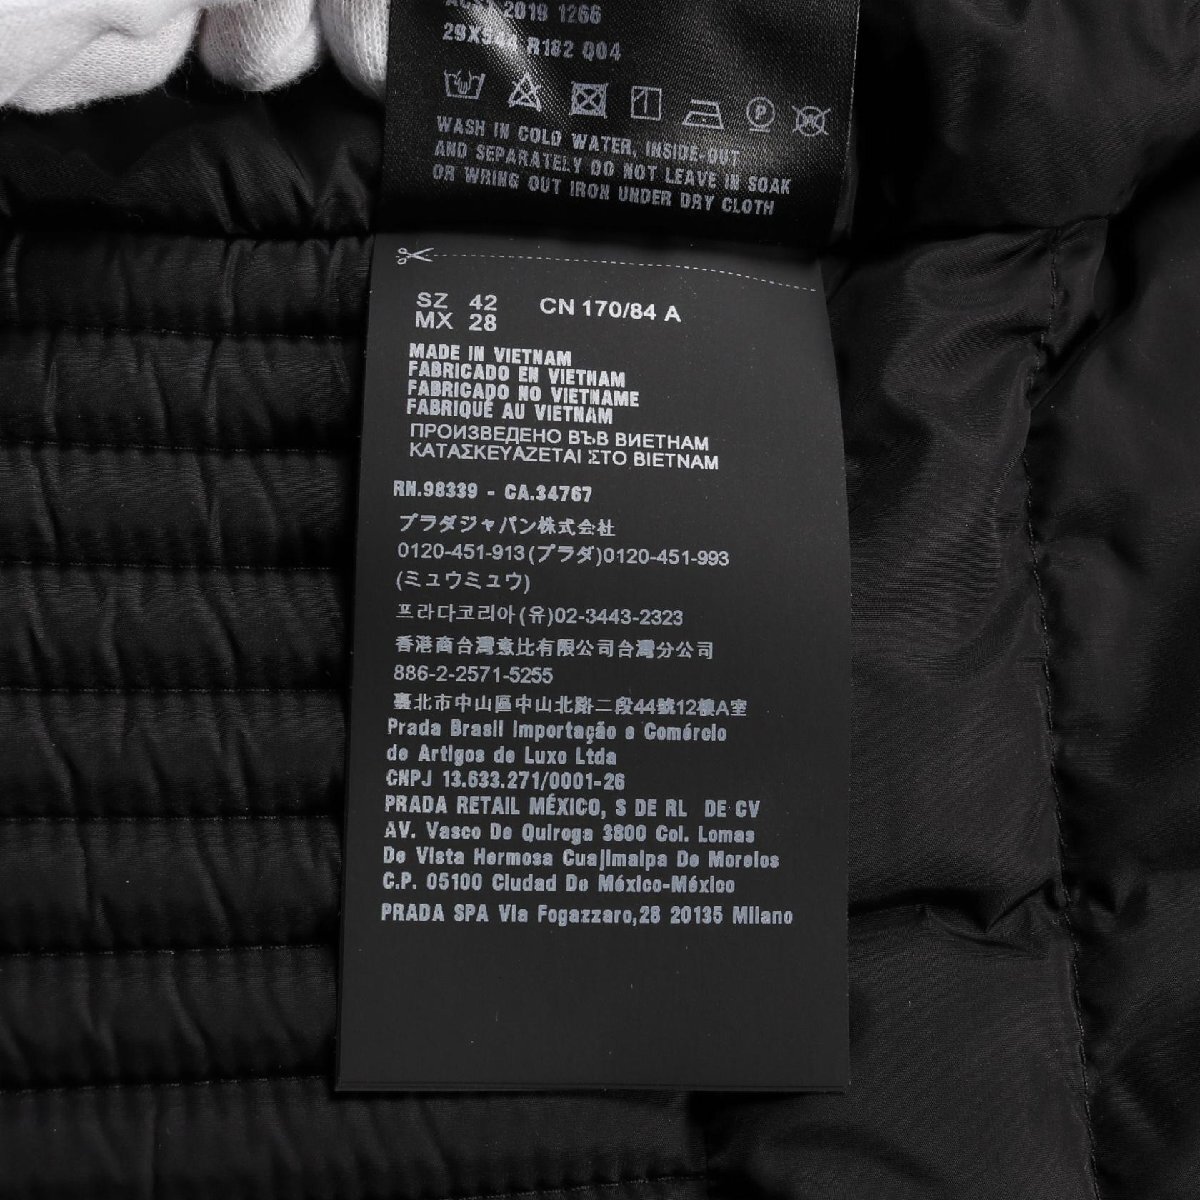 2019 1266
R182 Q04
WASH IN COLD WATER, INSIDE-OUT
AND SEPARATELY DO NOT LEAVE IN SOAK
OR WRING OUT IRON UNDER DRY CLOTH
SZ 42 CN 170/84 A
MX 28
MADE IN VIETNAM
FABRICADO EN VIETNAM
FABRICADO NO VIETNAME
FABRIQUÉ AU VIETNAM
ПРОИЗВЕДЕНО ВЪВ ВИЕТНАМ
ΚΑΤΑΣΚΕΥΑΖΕΤΑΙ ΣΤΟ ΒΙΕΤΝΑΜ
RN.98339 - CA.34767
プラダジャパン株式会社
0120-451-913(プラダ)0120-451-993
(ミュウミュウ)
프라다코리아(유)02-3443-2323
香港商台灣意比有限公司台灣分公司
886-2-2571-5255
臺北市中山區中山北路二段44號12樓A室
Prada Brasil Importação e Comércio
de Artigos de Luxo Ltda
CNPJ 13.633.271/0001-26
PRADA RETAIL MÉXICO, S DE RL DE CV
AV. Vasco De Quiroga 3800 Col. Lomas
De Vista Hermosa Cuajimalpa De Morelos
C.P. 05100 Ciudad De México-México
PRADA SPA Via Fogazzaro,28 20135 Milano